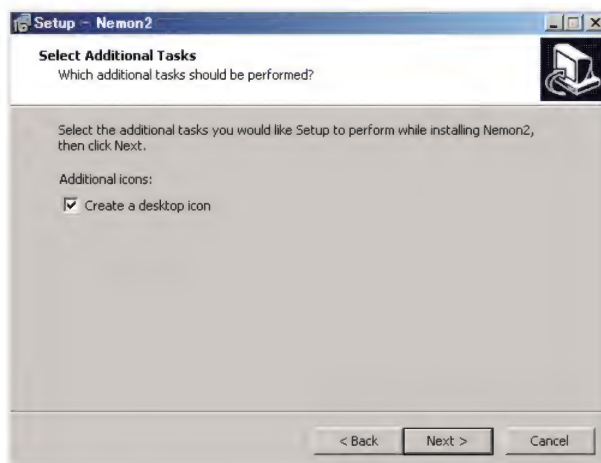 Setup - Nemon2
Select Additional Tasks
Which additional tasks should be performed?
Select the additional tasks you would like Setup to perform while installing Nemon2,
then click Next.
Additional icons:
Create a desktop icon
< Back
Next >
Cancel